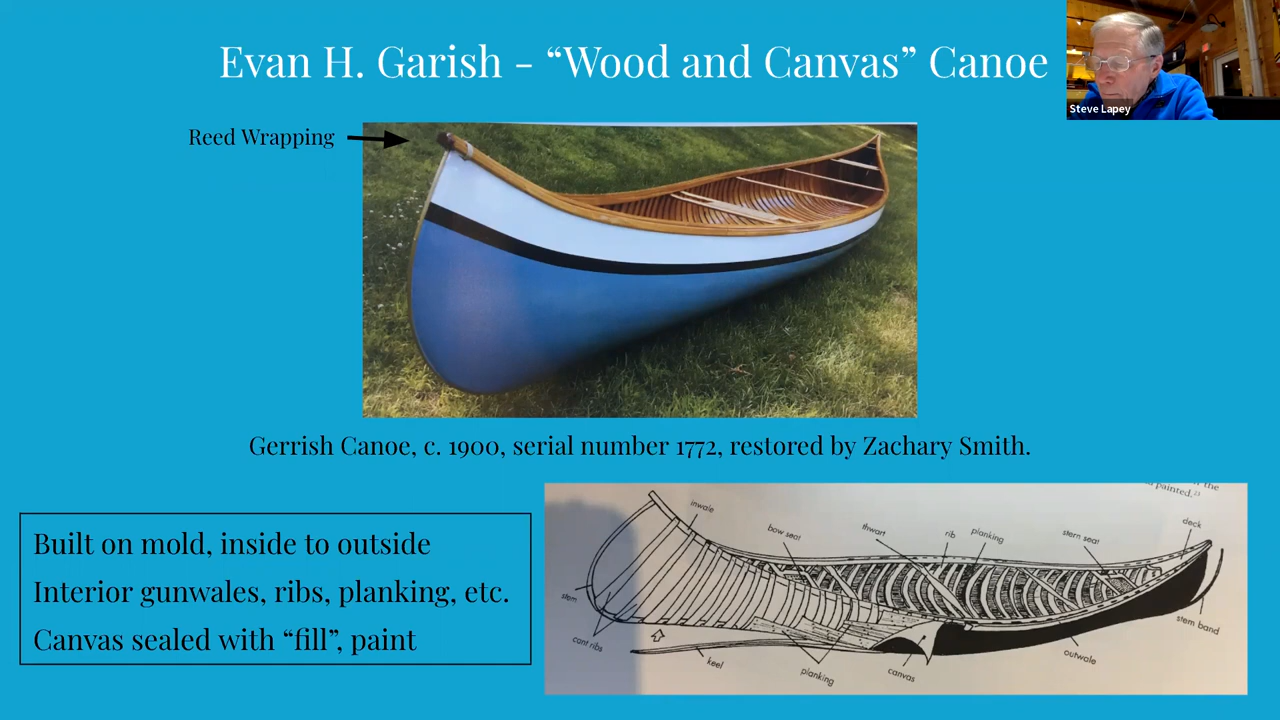 Evan H. Garish - “Wood and Canvas” Canoe
Steve Lapey
Reed Wrapping
Gerrish Canoe, c. 1900, serial number 1772, restored by Zachary Smith.
Built on mold, inside to outside
Interior gunwales, ribs, planking, etc.
Canvas sealed with “fill”, paint
the
painted.23
inwale
bow seat
thwart
rib
planking
stern seat
deck
stem
cant ribs
keel
planking
canvas
outwale
stem band